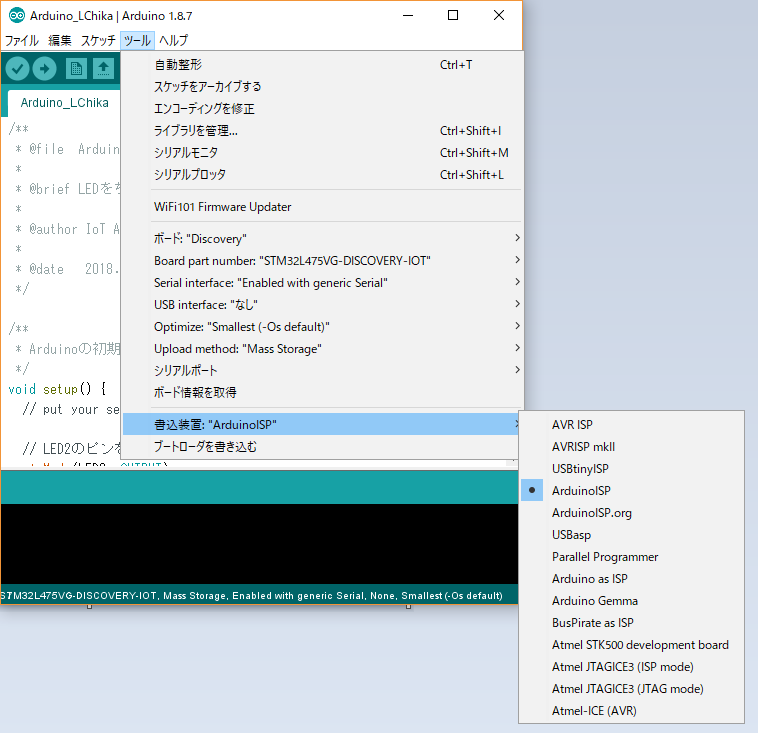 Arduino_LChika | Arduino 1.8.7
ファイル 編集 スケッチ ツール ヘルプ
Arduino_LChika
自動整形 Ctrl+T
スケッチをアーカイブする
エンコーディングを修正
ライブラリを管理... Ctrl+Shift+I
シリアルモニタ Ctrl+Shift+M
シリアルプロッタ Ctrl+Shift+L
WiFi101 Firmware Updater
ボード: "Discovery"
Board part number: "STM32L475VG-DISCOVERY-IOT"
Serial interface: "Enabled with generic Serial"
USB interface: "なし"
Optimize: "Smallest (-Os default)"
Upload method: "Mass Storage"
シリアルポート
ボード情報を取得
書込装置: "ArduinoISP"
ブートローダを書き込む
/**
* @file Arduin
*
* @brief LEDを
*
* @author IoT A
*
* @date 2018.
*/
/**
* Arduinoの初期
*/
void setup() {
// put your se
// LED2のピンを
AVR ISP
AVRISP mkII
USBtinyISP
ArduinoISP
ArduinoISP.org
USBasp
Parallel Programmer
Arduino as ISP
Arduino Gemma
BusPirate as ISP
Atmel STK500 development board
Atmel JTAGICE3 (ISP mode)
Atmel JTAGICE3 (JTAG mode)
Atmel-ICE (AVR)
STM32L475VG-DISCOVERY-IOT, Mass Storage, Enabled with generic Serial, None, Smallest (-Os default)